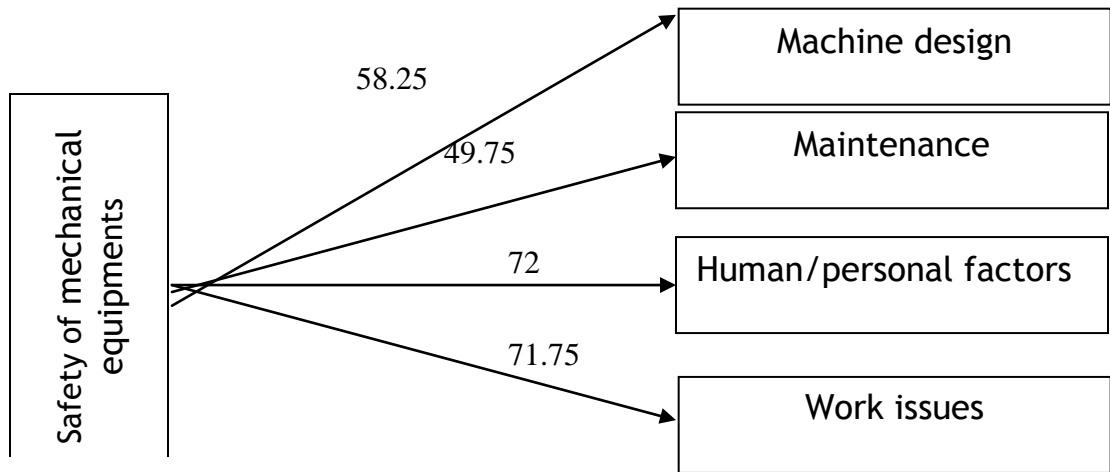 Machine design
58.25
Safety of mechanical
equipments
49.75
Maintenance
72
Human/personal factors
71.75
Work issues